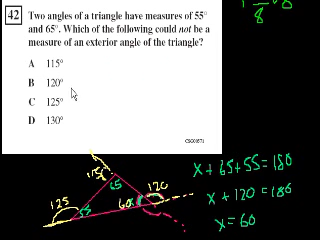 42 Two angles of a triangle have measures of 55°
and 65°. Which of the following could not be a
measure of an exterior angle of the triangle?
A 115°
B 120°
C 125°
D 130°
CSG00571
8
x + 65 + 55 = 180
x + 120 = 180
x = 60
115
65
120
125
55
60